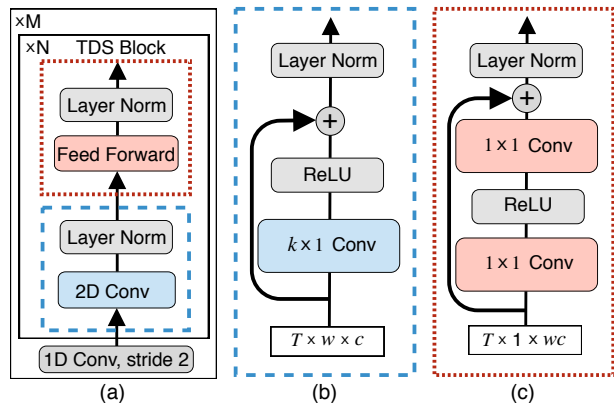 ×M
×N TDS Block
Layer Norm
Feed Forward
Layer Norm
2D Conv
1D Conv, stride 2
(a)
Layer Norm
+
ReLU
k × 1 Conv
T × w × c
(b)
Layer Norm
+
1 × 1 Conv
ReLU
1 × 1 Conv
T × 1 × wc
(c)